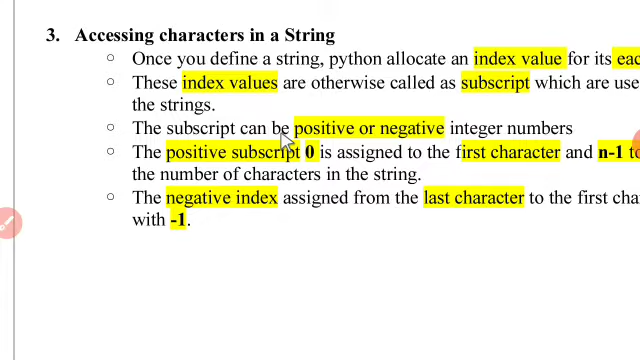 3. Accessing characters in a String
○ Once you define a string, python allocate an index value for its
○ These index values are otherwise called as subscript which are
the strings.
○ The subscript can be positive or negative integer numbers
○ The positive subscript 0 is assigned to the first character and n-1
the number of characters in the string.
○ The negative index assigned from the last character to the first
with -1.